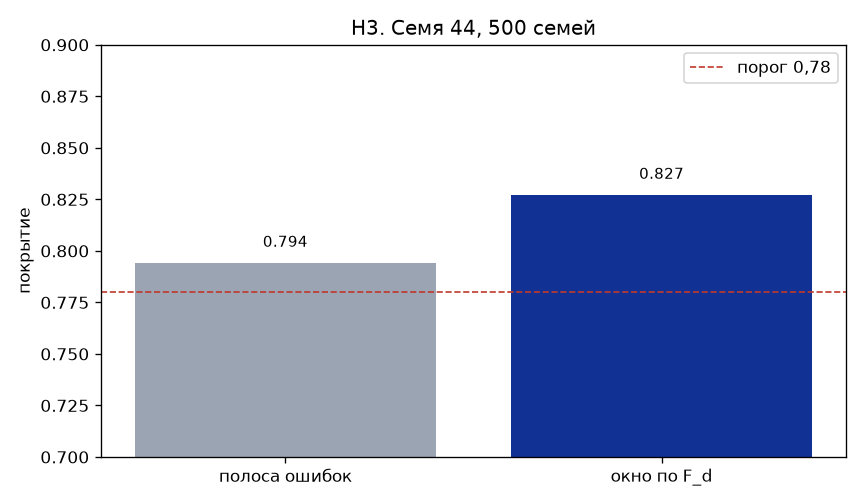 Н3. Семя 44, 500 семей
порог 0,78
0.900
0.875
0.850
0.825
0.800
0.775
0.750
0.725
0.700
покрытие
0.794
0.827
полоса ошибок
окно по F_d